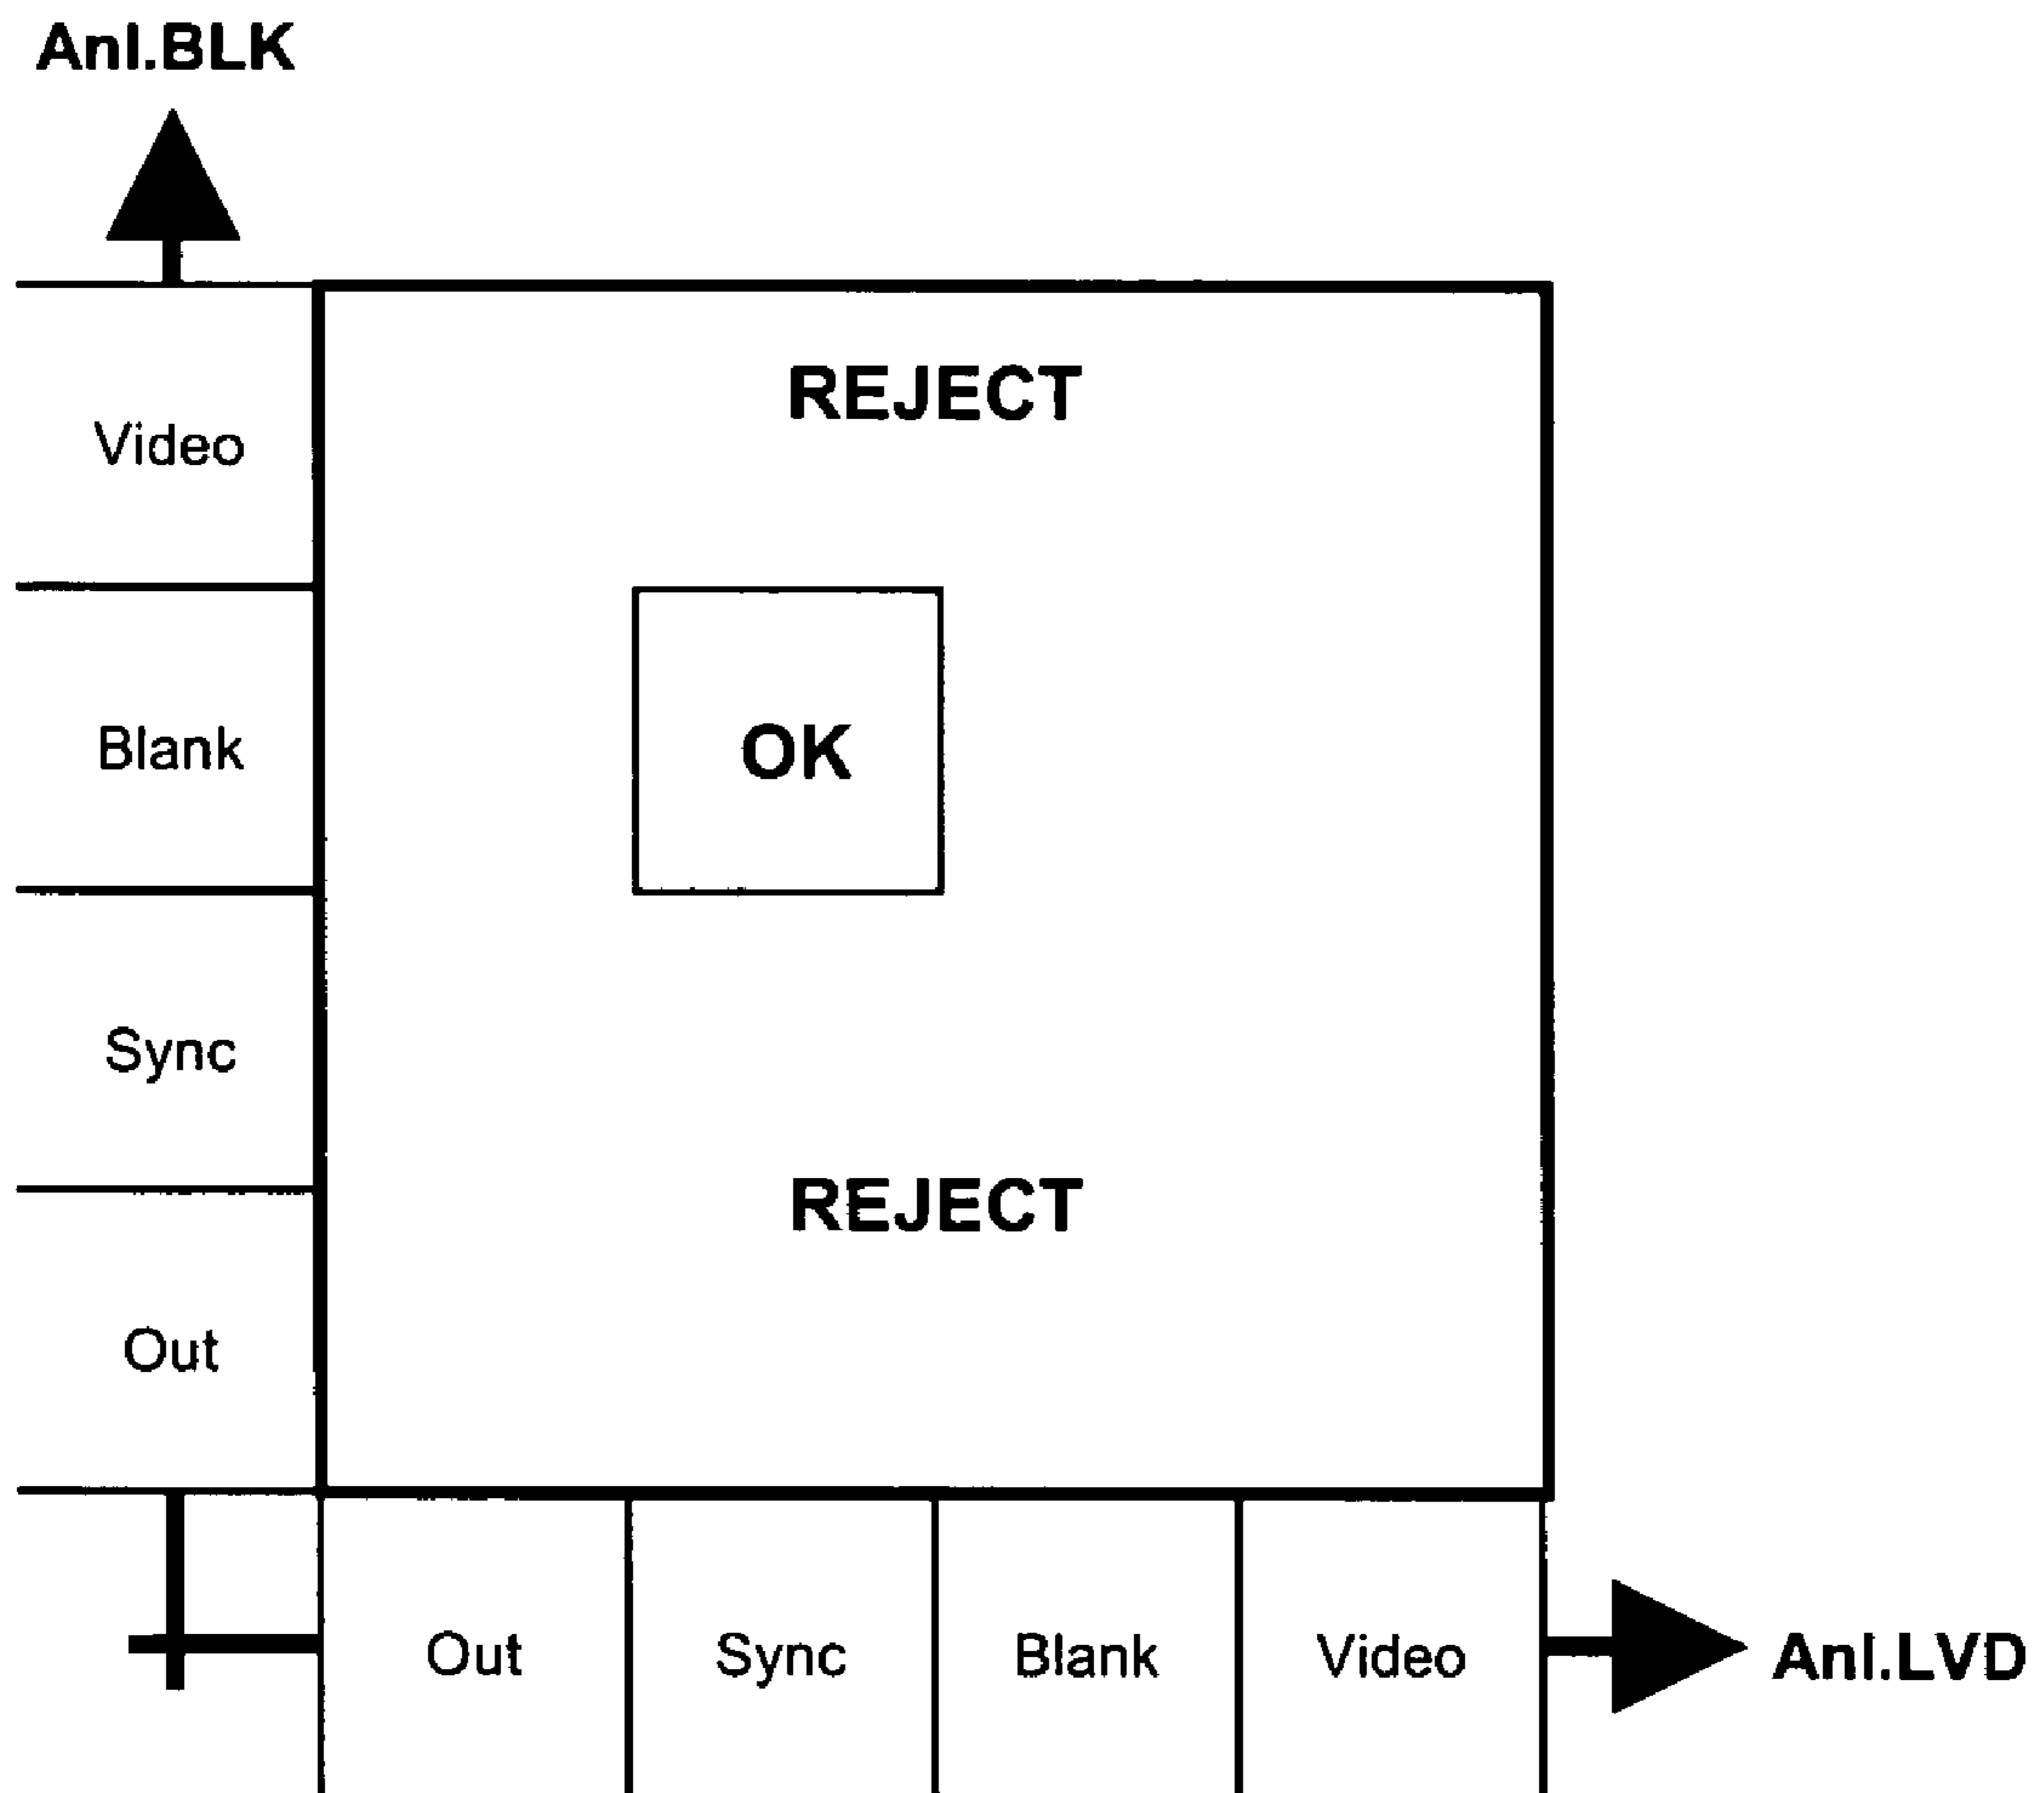 Anl.BLK
REJECT
Video
Blank
OK
Sync
REJECT
Out
Out
Sync
Blank
Video
Anl.LVD